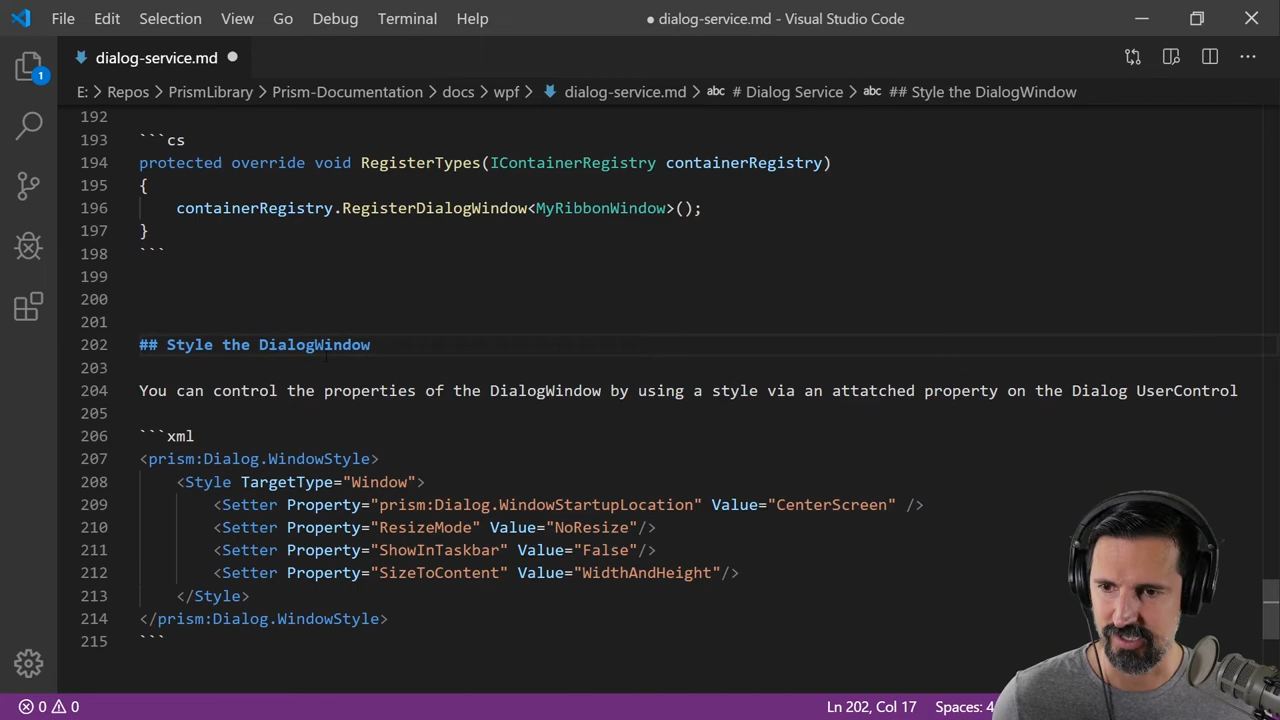 File Edit Selection View Go Debug Terminal Help ● dialog-service.md - Visual Studio Code
dialog-service.md ●
1
E: > Repos > PrismLibrary > Prism-Documentation > docs > wpf > dialog-service.md > abc # Dialog Service > abc ## Style the DialogWindow
192
193 ```cs
194 protected override void RegisterTypes(IContainerRegistry containerRegistry)
195 {
196 containerRegistry.RegisterDialogWindow<MyRibbonWindow>();
197 }
198 ```
199
200
201
202 ## Style the DialogWindow
203
204 You can control the properties of the DialogWindow by using a style via an attatched property on the Dialog UserControl
205
206 ```xml
207 <prism:Dialog.WindowStyle>
208 <Style TargetType="Window">
209 <Setter Property="prism:Dialog.WindowStartupLocation" Value="CenterScreen" />
210 <Setter Property="ResizeMode" Value="NoResize"/>
211 <Setter Property="ShowInTaskbar" Value="False"/>
212 <Setter Property="SizeToContent" Value="WidthAndHeight"/>
213 </Style>
214 </prism:Dialog.WindowStyle>
215 ```
0 0 Ln 202, Col 17 Spaces: 4